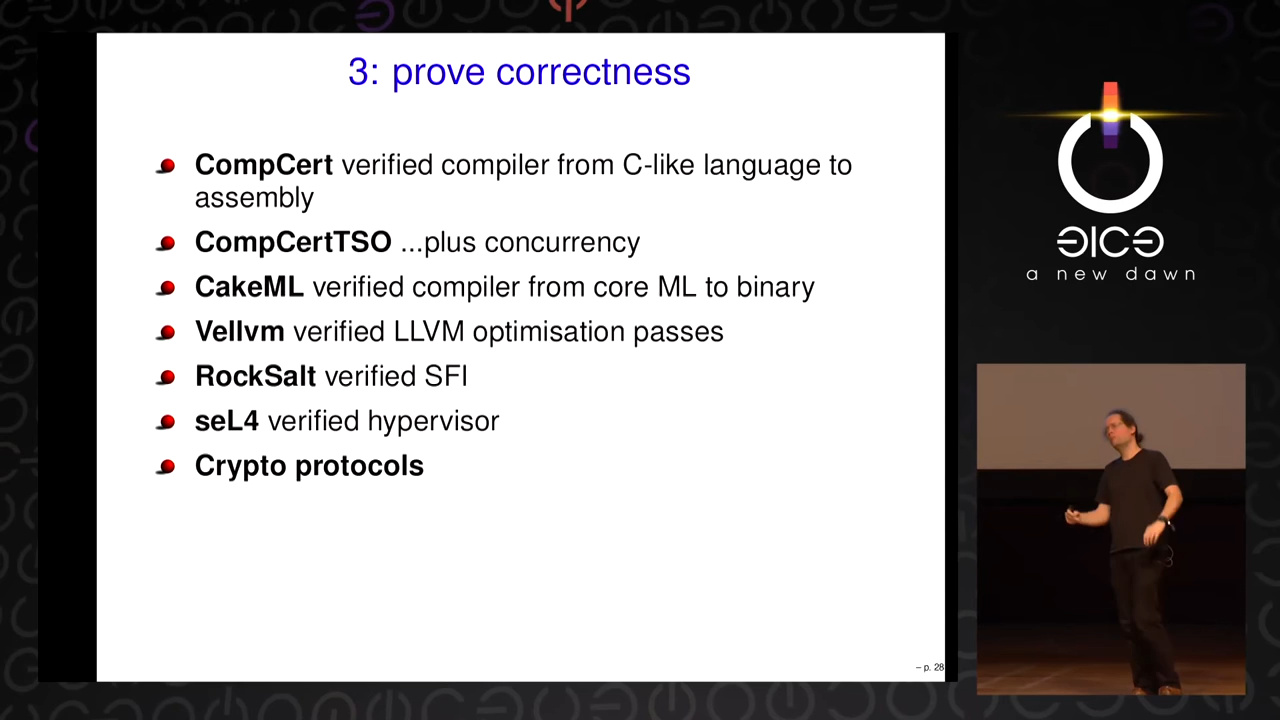 3: prove correctness
CompCert verified compiler from C-like language to
assembly
CompCertTSO ...plus concurrency
CakeML verified compiler from core ML to binary
Vellvm verified LLVM optimisation passes
RockSalt verified SFI
seL4 verified hypervisor
Crypto protocols
– p. 28
a new dawn